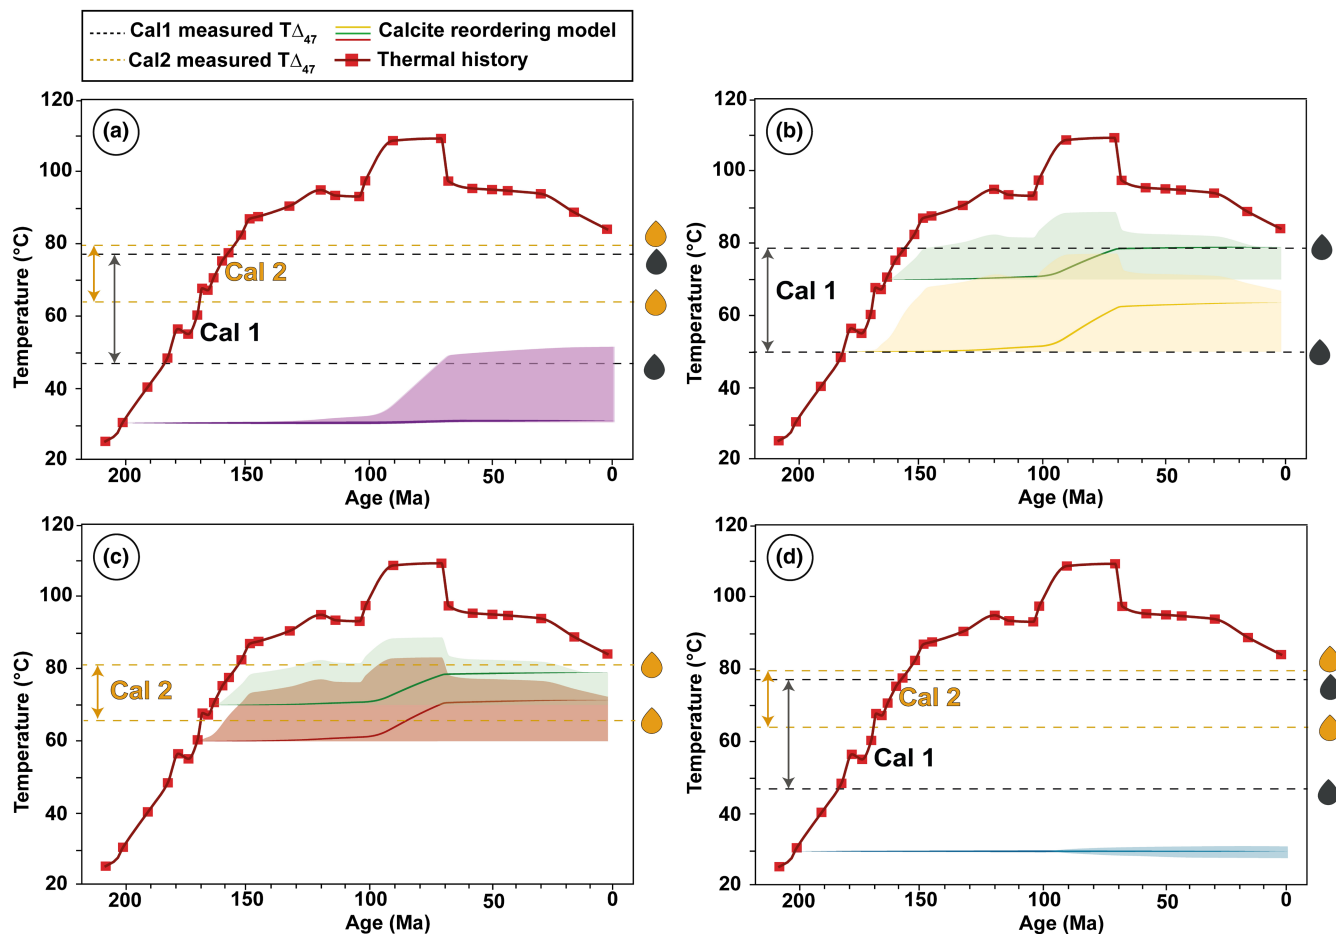 Cal1 measured TΔ47
Calcite reordering model
Cal2 measured TΔ47
Thermal history
(a)
120
100
80
60
40
20
Temperature (°C)
Cal 2
Cal 1
200
150
100
50
0
Age (Ma)
(b)
120
100
80
60
40
20
Temperature (°C)
Cal 1
200
150
100
50
0
Age (Ma)
(c)
120
100
80
60
40
20
Temperature (°C)
Cal 2
200
150
100
50
0
Age (Ma)
(d)
120
100
80
60
40
20
Temperature (°C)
Cal 2
Cal 1
200
150
100
50
0
Age (Ma)